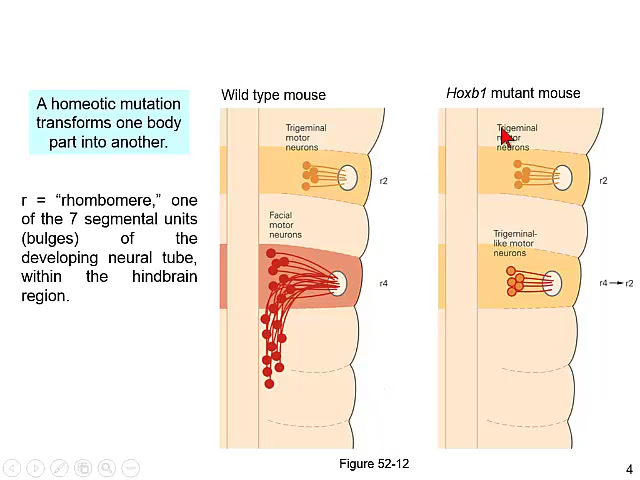 A homeotic mutation
transforms one body
part into another.
r = “rhombomere,” one
of the 7 segmental units
(bulges) of the
developing neural tube,
within the hindbrain
region.
Wild type mouse
Trigeminal
motor
neurons
r2
Facial
motor
neurons
r4
Hoxb1 mutant mouse
Trigeminal
motor
neurons
r2
Trigeminal-
like motor
neurons
r4→r2
Figure 52-12
4